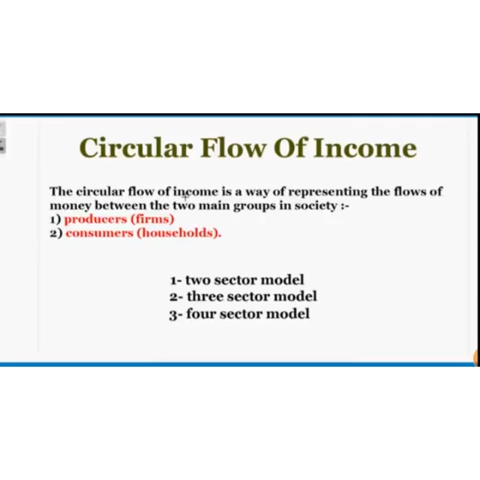 Circular Flow Of Income
The circular flow of income is a way of representing the flows of
money between the two main groups in society :-
1) producers (firms)
2) consumers (households).
1- two sector model
2- three sector model
3- four sector model